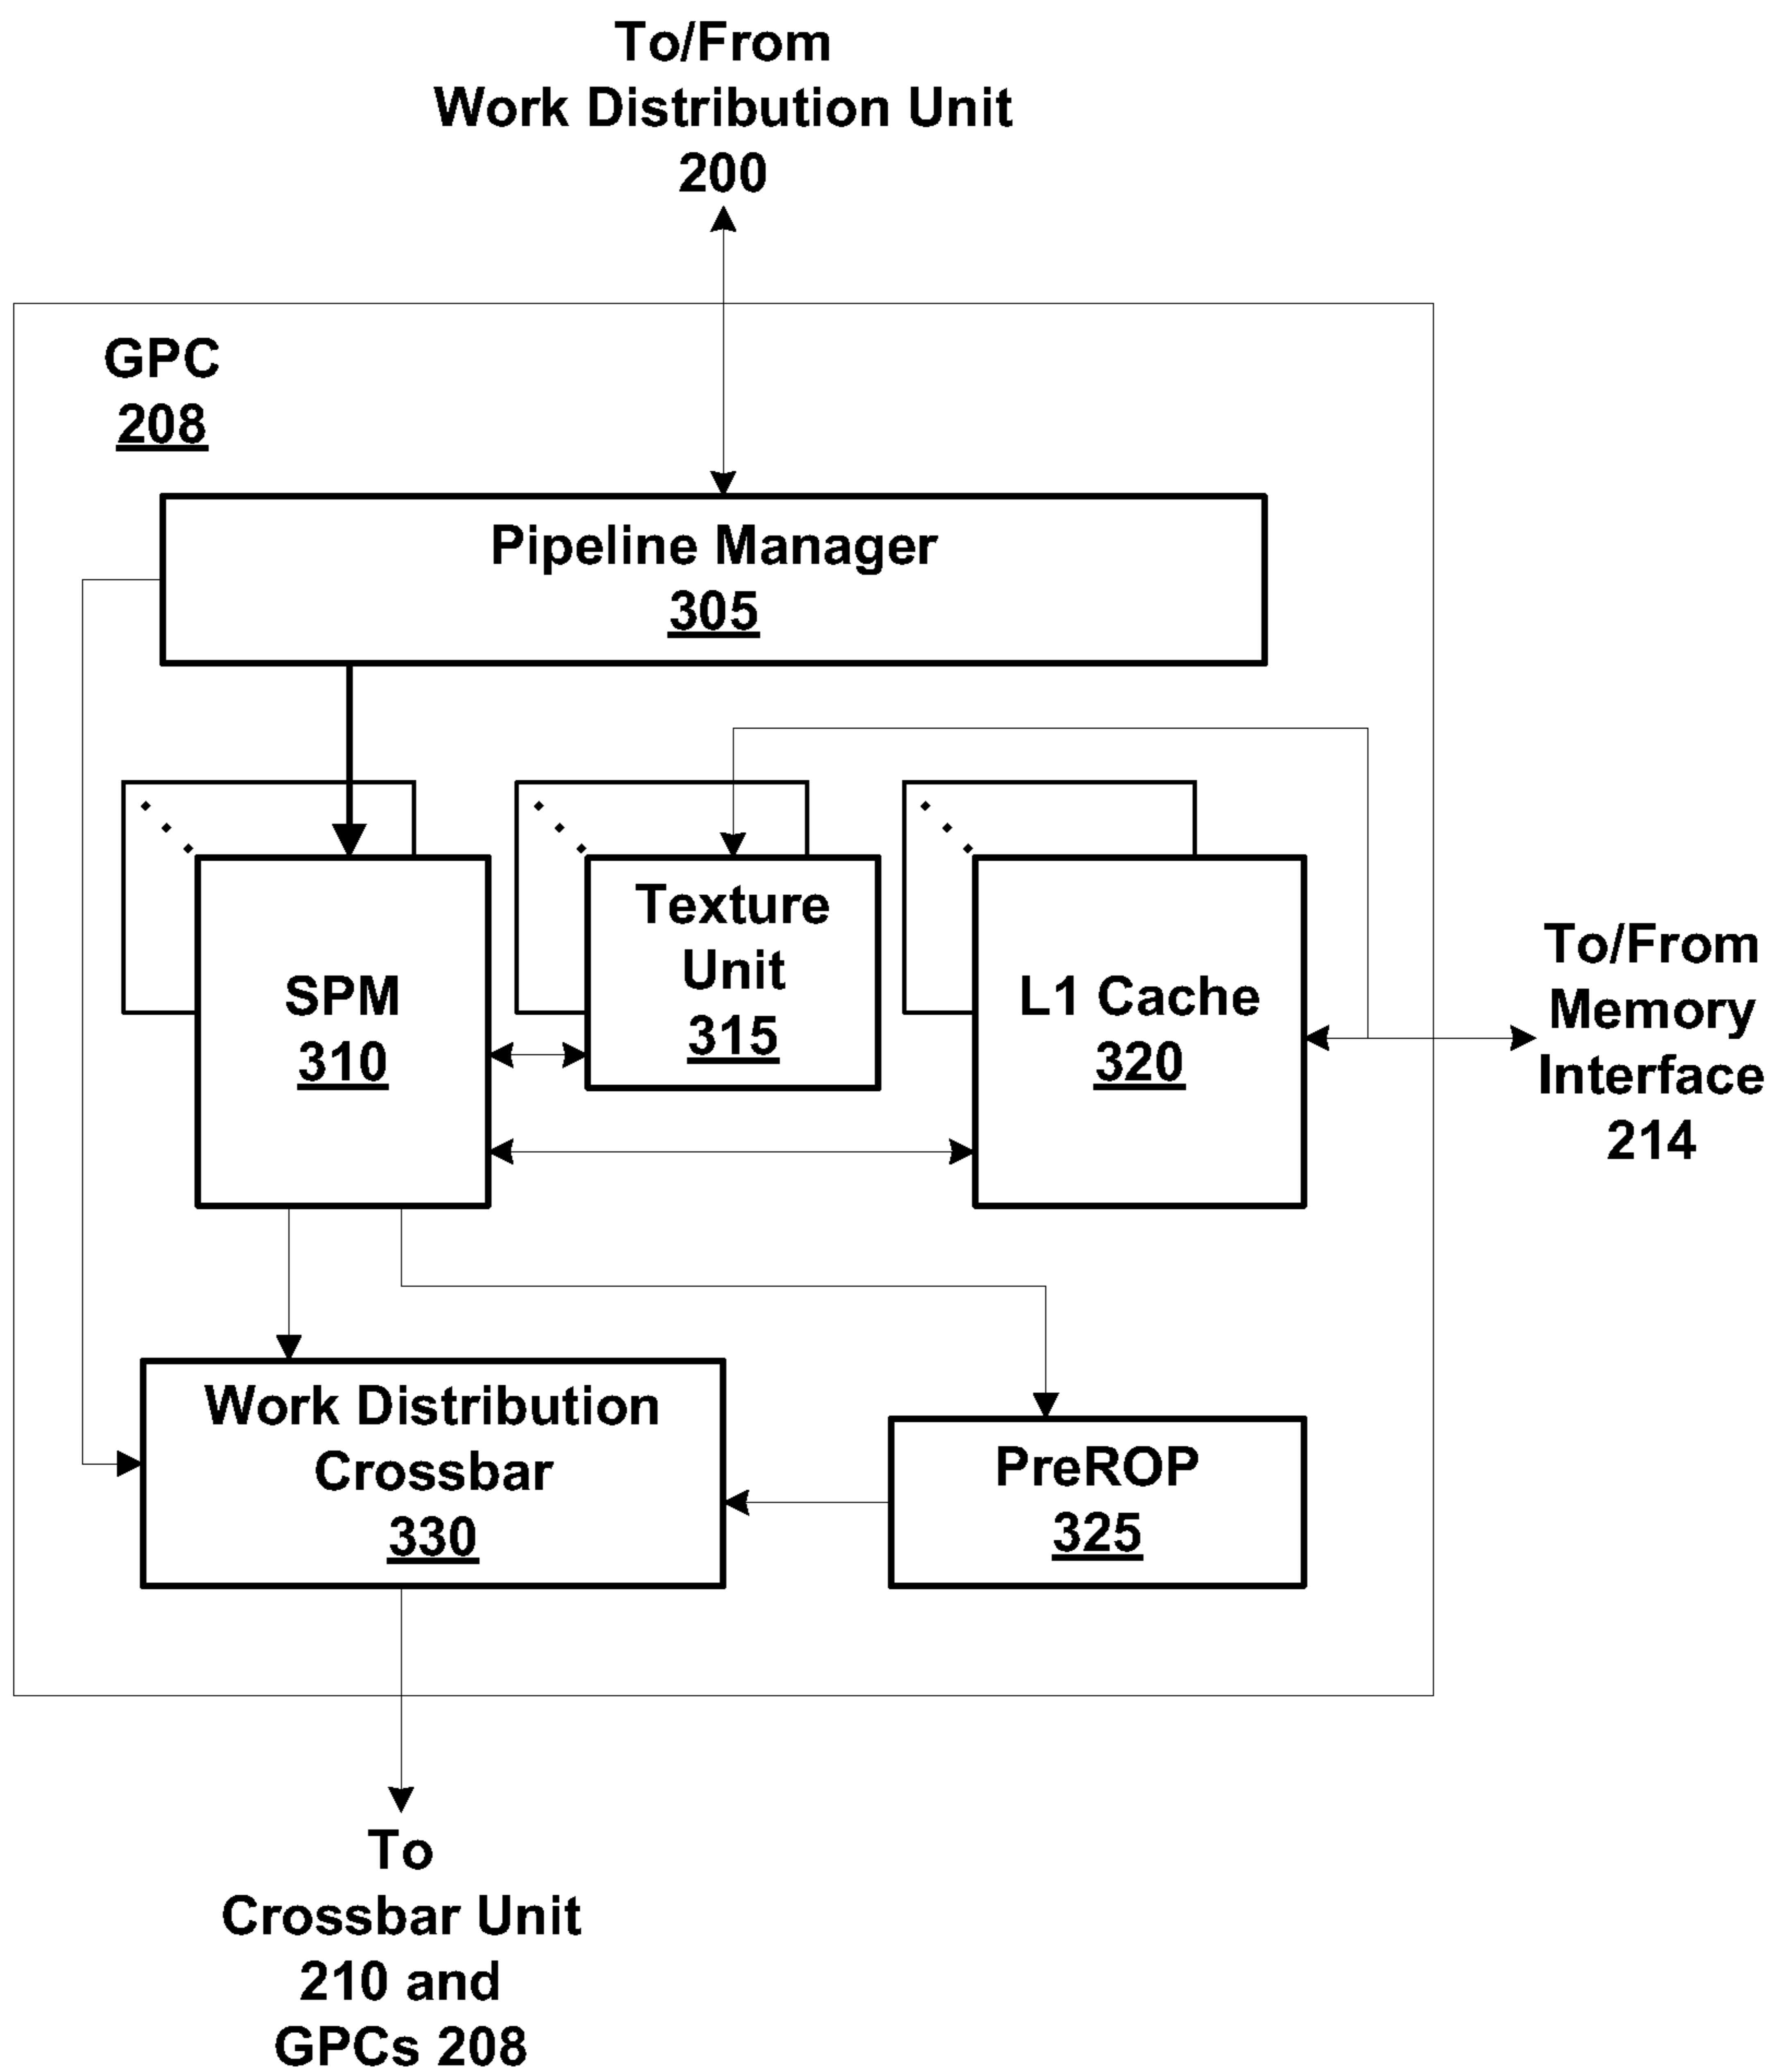 To/From
Work Distribution Unit
200
GPC
208
Pipeline Manager
305
SPM
310
Texture
Unit
315
L1 Cache
320
To/From
Memory
Interface
214
Work Distribution
Crossbar
330
PreROP
325
To
Crossbar Unit
210 and
GPCs 208